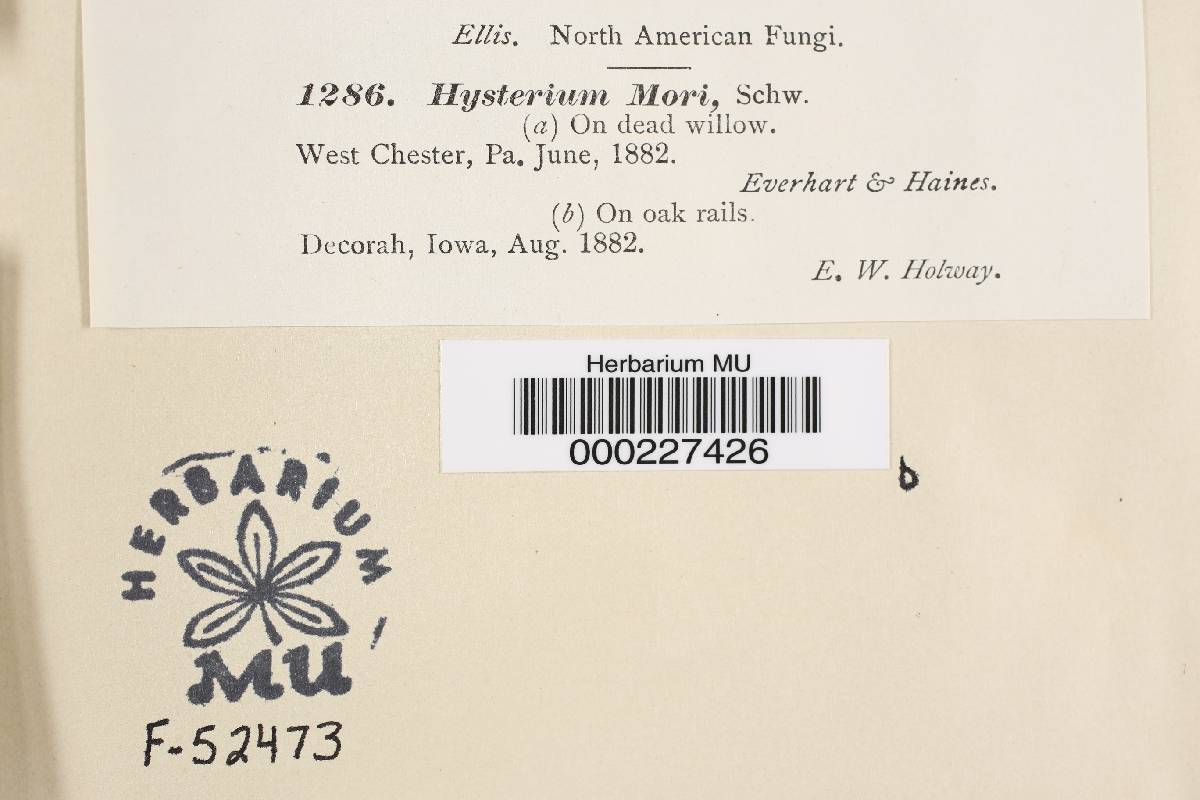 Ellis. North American Fungi.
1286. Hysterium Mori, Schw.
(a) On dead willow.
West Chester, Pa. June, 1882.
Everhart & Haines.
(b) On oak rails.
Decorah, Iowa, Aug. 1882.
E. W. Holway.
Herbarium MU
000227426
b
HERBARIUM
MU
F-52473